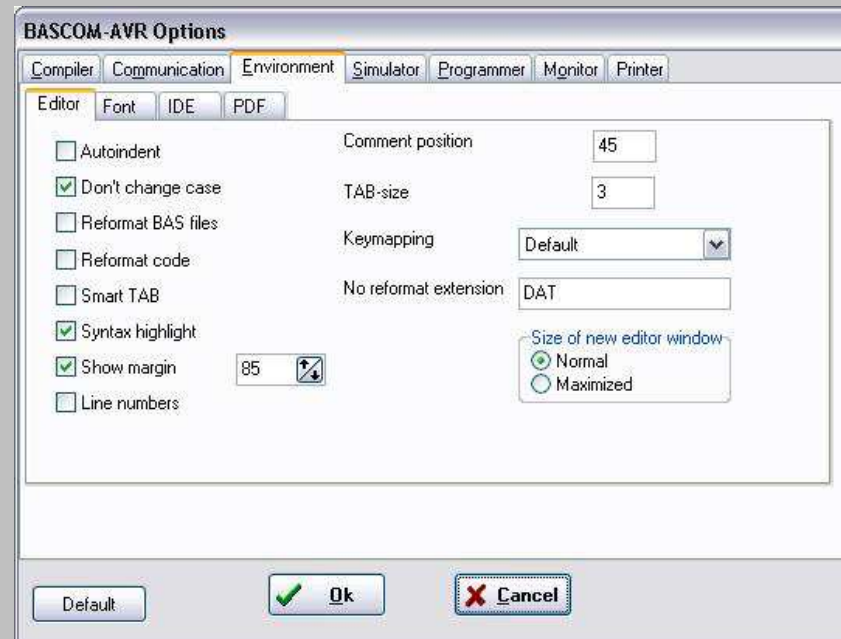 BASCOM-AVR Options
Compiler Communication Environment Simulator Programmer Monitor Printer
Editor Font IDE PDF
Autoindent
Don't change case
Reformat BAS files
Reformat code
Smart TAB
Syntax highlight
Show margin 85
Line numbers
Comment position 45
TAB-size 3
Keymapping Default
No reformat extension DAT
Size of new editor window
Normal
Maximized
Default Ok Cancel